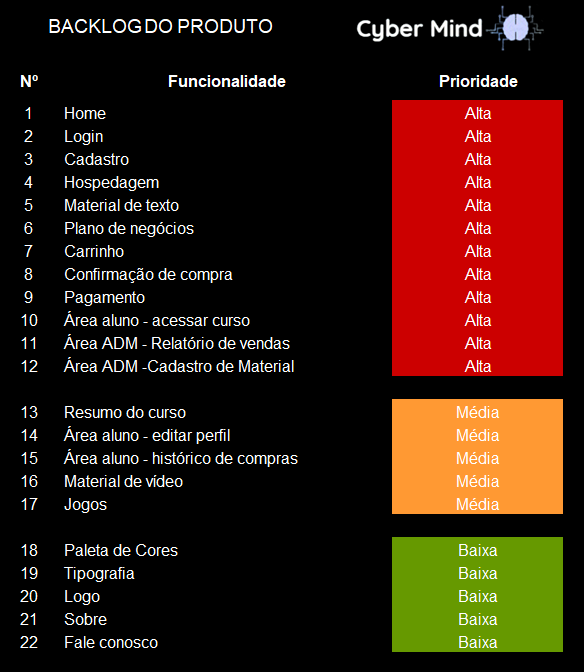 BACKLOG DO PRODUTO
Cyber Mind
Nº Funcionalidade Prioridade
1 Home Alta
2 Login Alta
3 Cadastro Alta
4 Hospedagem Alta
5 Material de texto Alta
6 Plano de negócios Alta
7 Carrinho Alta
8 Confirmação de compra Alta
9 Pagamento Alta
10 Área aluno - acessar curso Alta
11 Área ADM - Relatório de vendas Alta
12 Área ADM -Cadastro de Material Alta
13 Resumo do curso Média
14 Área aluno - editar perfil Média
15 Área aluno - histórico de compras Média
16 Material de vídeo Média
17 Jogos Média
18 Paleta de Cores Baixa
19 Tipografia Baixa
20 Logo Baixa
21 Sobre Baixa
22 Fale conosco Baixa